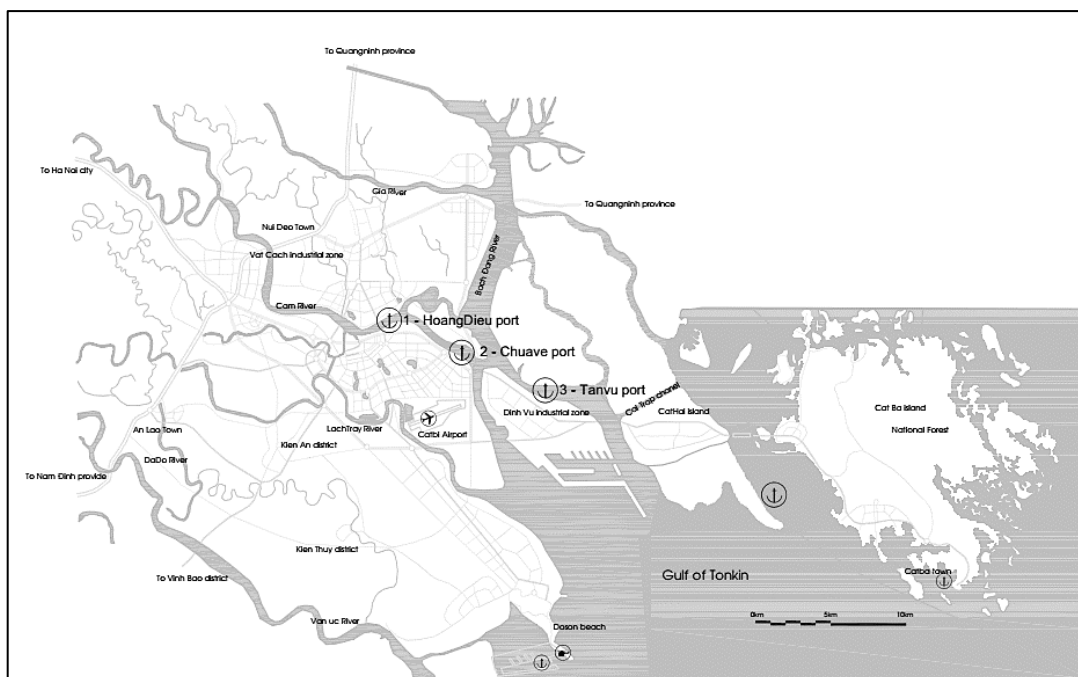 To Quangninh province
To Ha Nai city
Gia River
To Quangninh province
Nui Deo Town
Vat Cach industrial zone
Bach Dang River
Cam River
1 - HoangDieu port
2 - Chuave port
3 - Tanvu port
Dinh Vu industrial zone
Cai Trap chanel
CatHai island
Cat Ba island
National Forest
LachTray River
Catbi Airport
An Lao Town
Kien An district
DaDo River
To Nam Đinh provide
Kien Thuy district
To Vinh Bao district
Gulf of Tonkin
Catba town
Van uc River
Doson beach
0km 5km 10km